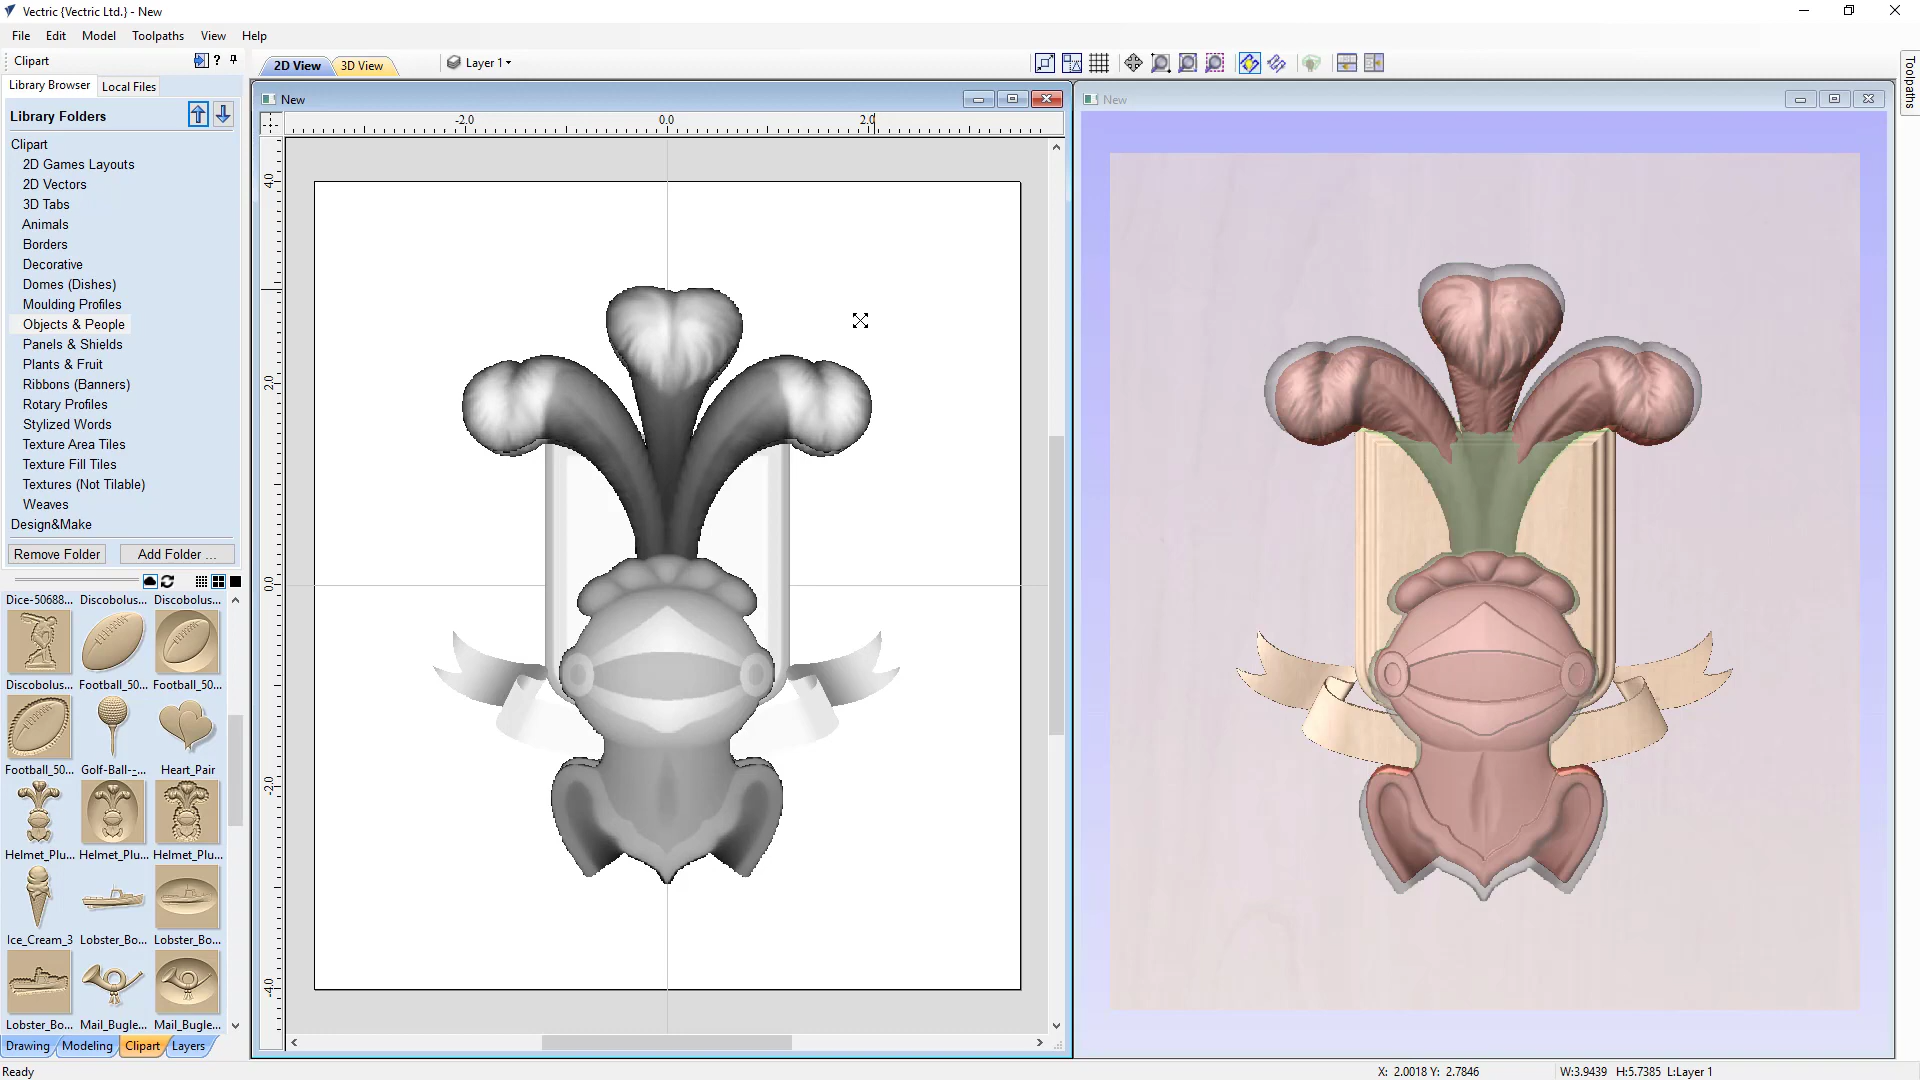 Vectric {Vectric Ltd.} - New
File Edit Model Toolpaths View Help
Clipart ?
Library Browser Local Files
2D View 3D View Layer 1
Toolpaths
Library Folders
Clipart
2D Games Layouts
2D Vectors
3D Tabs
Animals
Borders
Decorative
Domes (Dishes)
Moulding Profiles
Objects & People
Panels & Shields
Plants & Fruit
Ribbons (Banners)
Rotary Profiles
Stylized Words
Texture Area Tiles
Texture Fill Tiles
Textures (Not Tilable)
Weaves
Design&Make
Remove Folder Add Folder ...
Dice-50688... Discobolus... Discobolus...
Discobolus... Football_50... Football_50...
Football_50... Golf-Ball-_-... Heart_Pair
Helmet_Plu... Helmet_Plu... Helmet_Plu...
Ice_Cream_3 Lobster_Bo... Lobster_Bo...
Lobster_Bo... Mail_Bugle... Mail_Bugle...
Drawing Modeling Clipart Layers
New
-2.0 0.0 2.0
4.0
2.0
0.0
-2.0
-4.0
New
Ready
X: 2.0018 Y: 2.7846 W:3.9439 H:5.7385 L:Layer 1